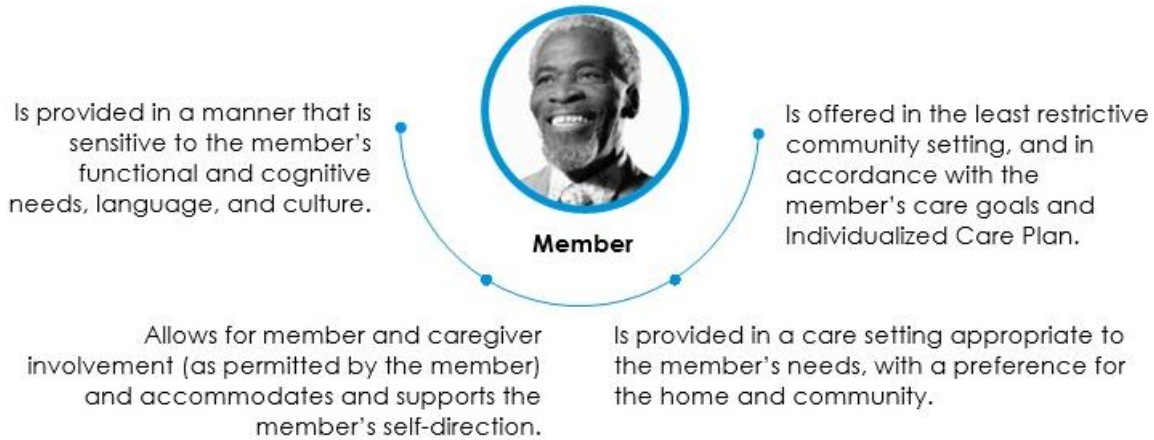 Is provided in a manner that is
sensitive to the member's
functional and cognitive
needs, language, and culture.
Member
Is offered in the least restrictive
community setting, and in
accordance with the
member's care goals and
Individualized Care Plan.
Allows for member and caregiver
involvement (as permitted by the member)
and accommodates and supports the
member's self-direction.
Is provided in a care setting appropriate to
the member's needs, with a preference for
the home and community.